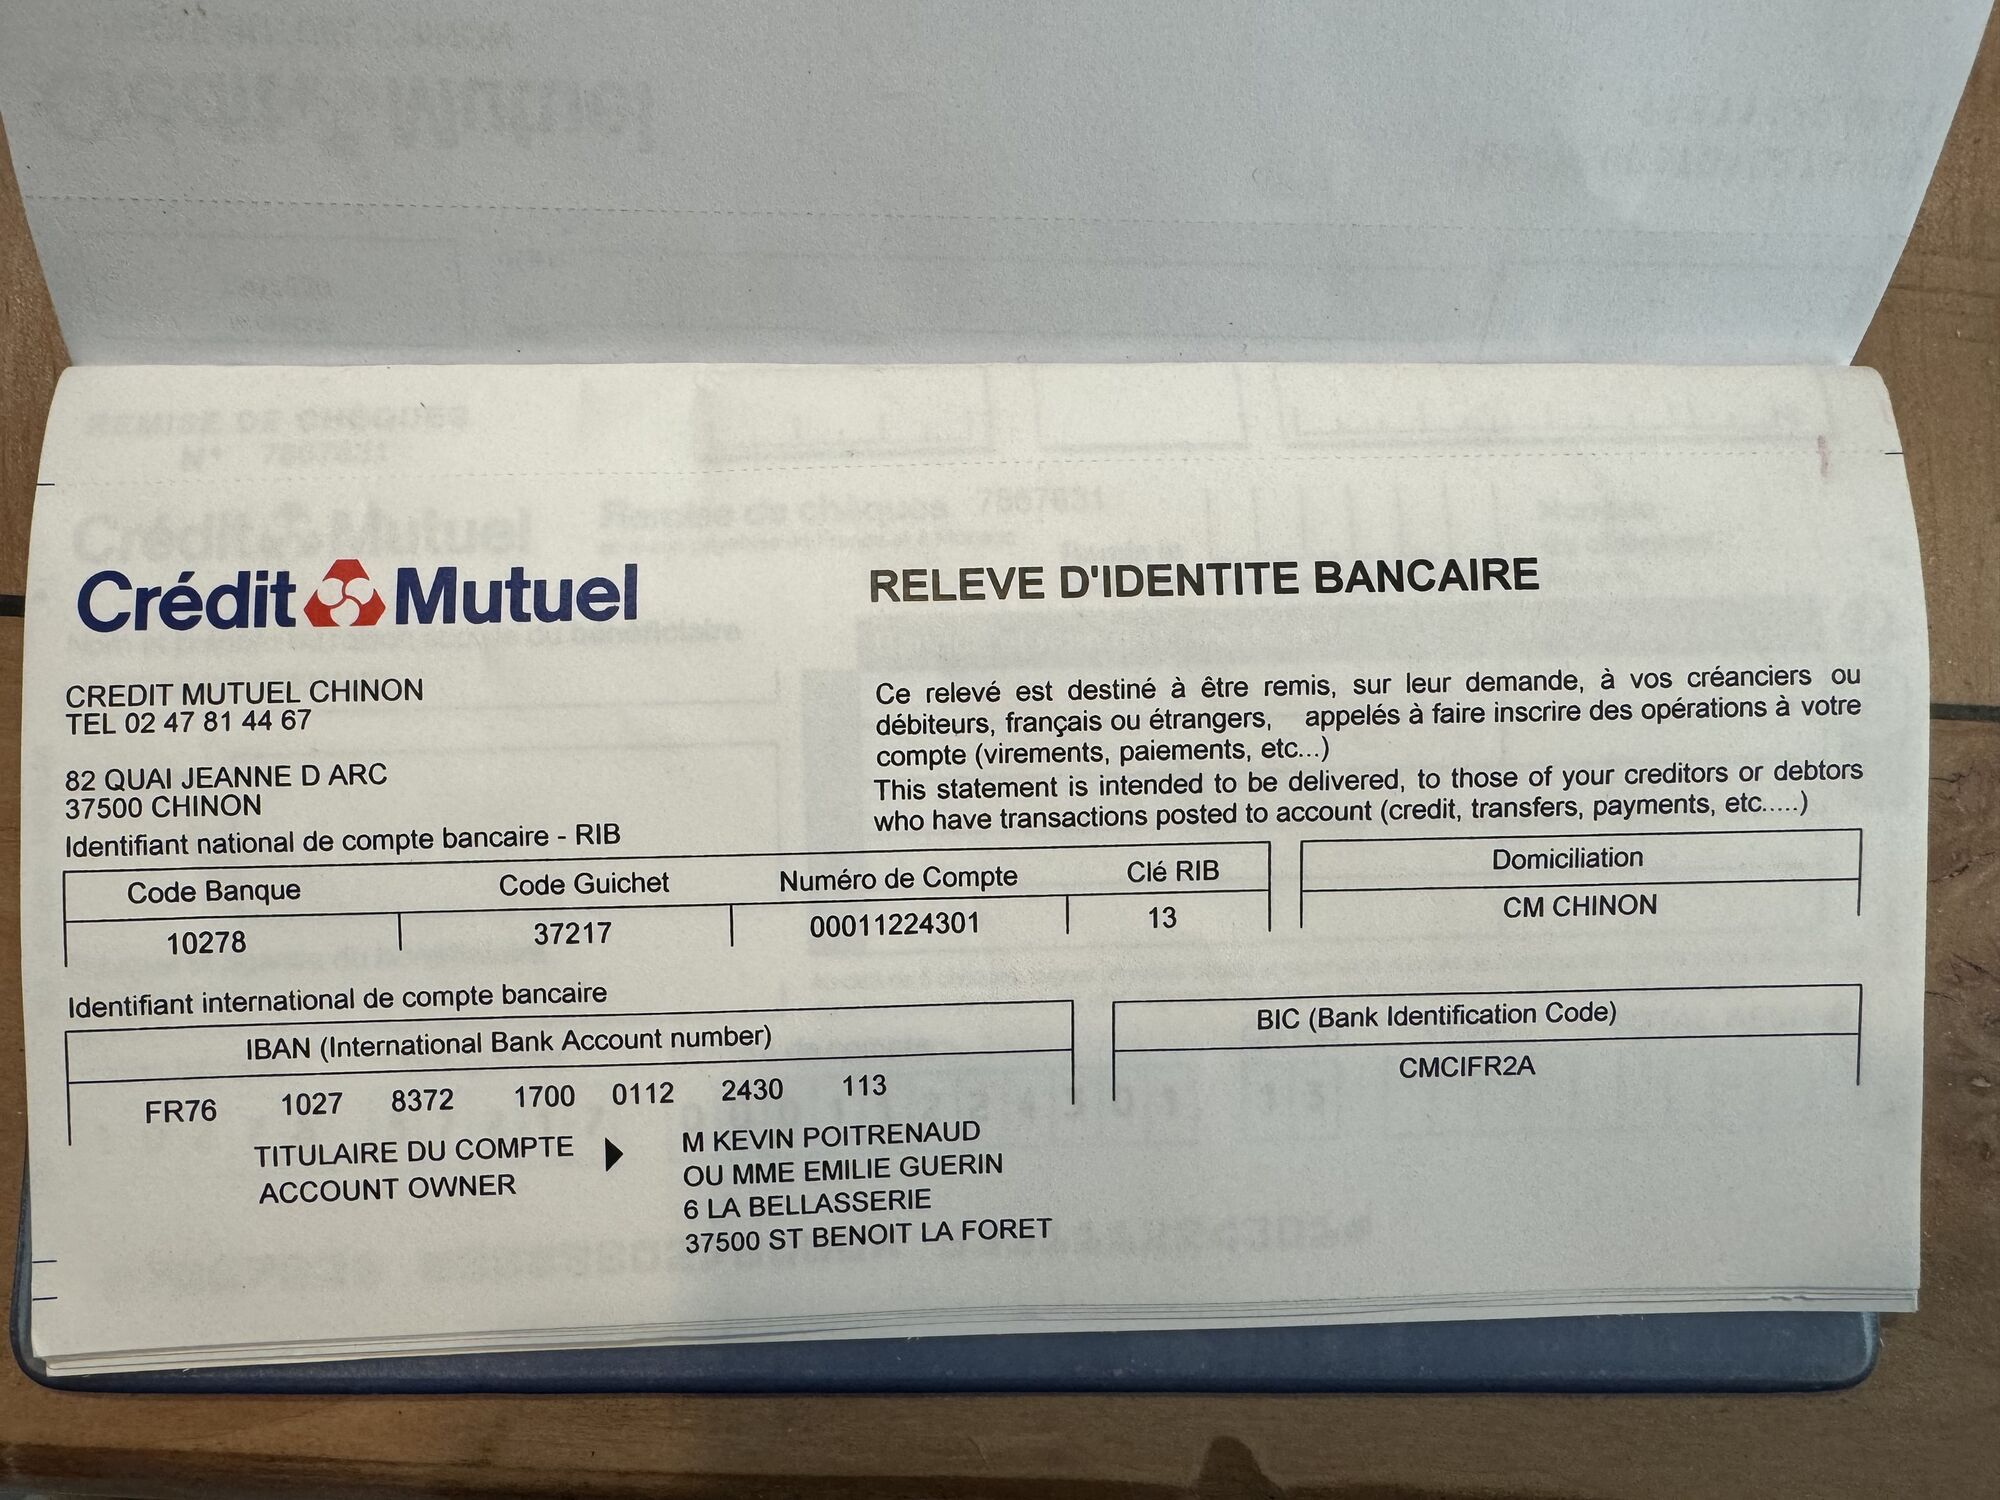 Crédit Mutuel
RELEVE D'IDENTITE BANCAIRE
CREDIT MUTUEL CHINON
TEL 02 47 81 44 67
82 QUAI JEANNE D ARC
37500 CHINON
Ce relevé est destiné à être remis, sur leur demande, à vos créanciers ou
débiteurs, français ou étrangers, appelés à faire inscrire des opérations à votre
compte (virements, paiements, etc...)
This statement is intended to be delivered, to those of your creditors or debtors
who have transactions posted to account (credit, transfers, payments, etc.....)
Identifiant national de compte bancaire - RIB
Code Banque Code Guichet Numéro de Compte Clé RIB
10278 37217 00011224301 13
Domiciliation
CM CHINON
Identifiant international de compte bancaire
IBAN (International Bank Account number)
FR76 1027 8372 1700 0112 2430 113
BIC (Bank Identification Code)
CMCIFR2A
TITULAIRE DU COMPTE
ACCOUNT OWNER
M KEVIN POITRENAUD
OU MME EMILIE GUERIN
6 LA BELLASSERIE
37500 ST BENOIT LA FORET